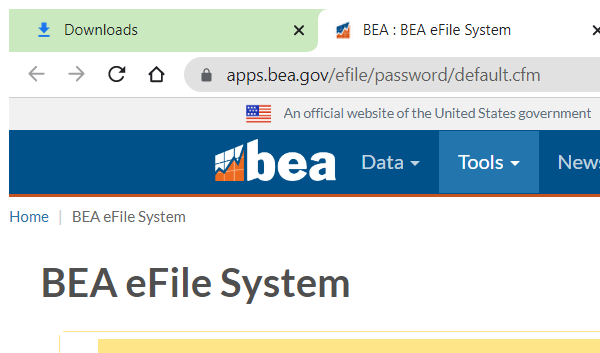 Downloads
BEA : BEA eFile System
apps.bea.gov/efile/password/default.cfm
An official website of the United States government
bea Data Tools News
Home | BEA eFile System
BEA eFile System